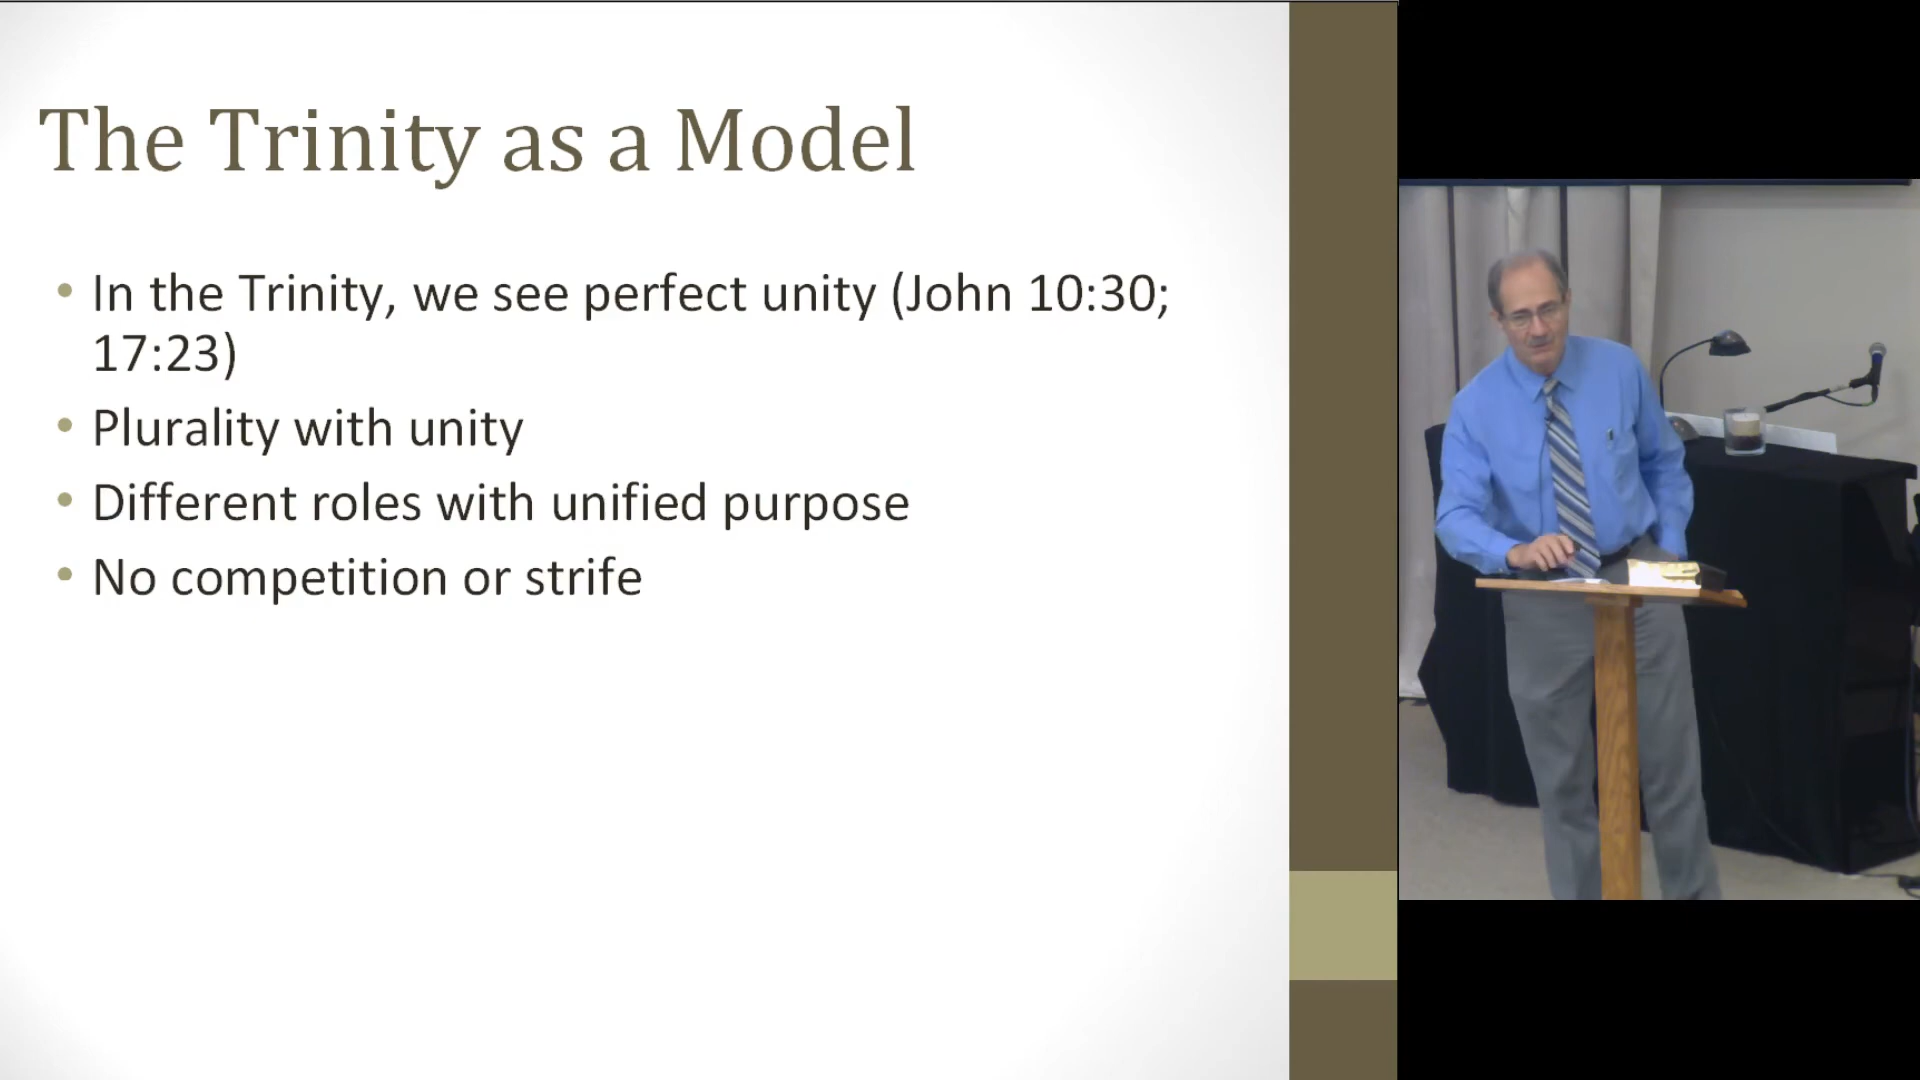 The Trinity as a Model
• In the Trinity, we see perfect unity (John 10:30;
17:23)
• Plurality with unity
• Different roles with unified purpose
• No competition or strife